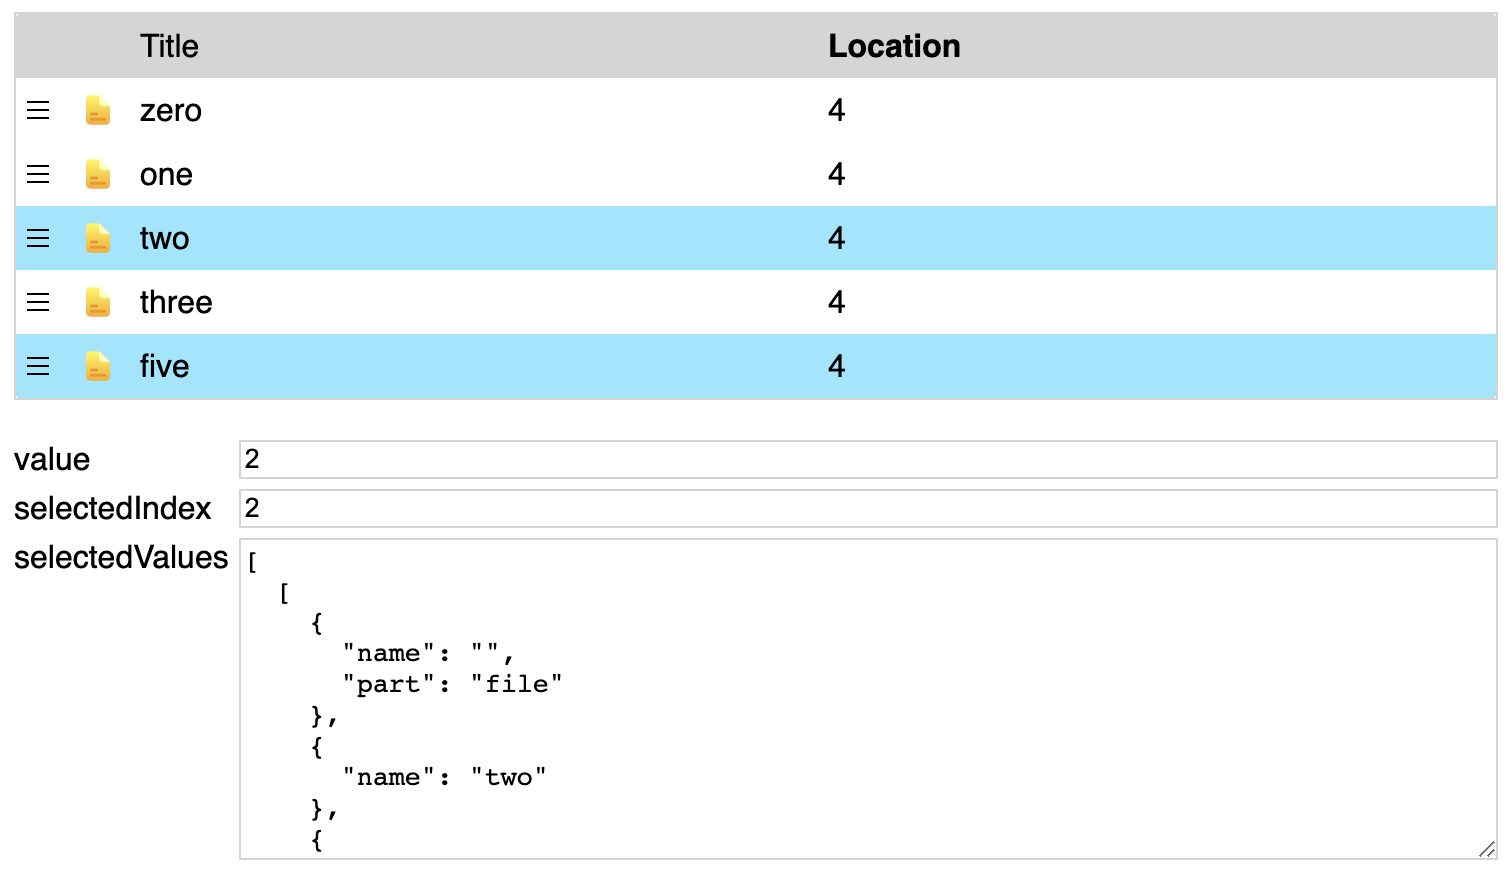 Title Location
zero 4
one 4
two 4
three 4
five 4
value 2
selectedIndex 2
selectedValues [
  [
    {
      "name": "",
      "part": "file"
    },
    {
      "name": "two"
    },
    {